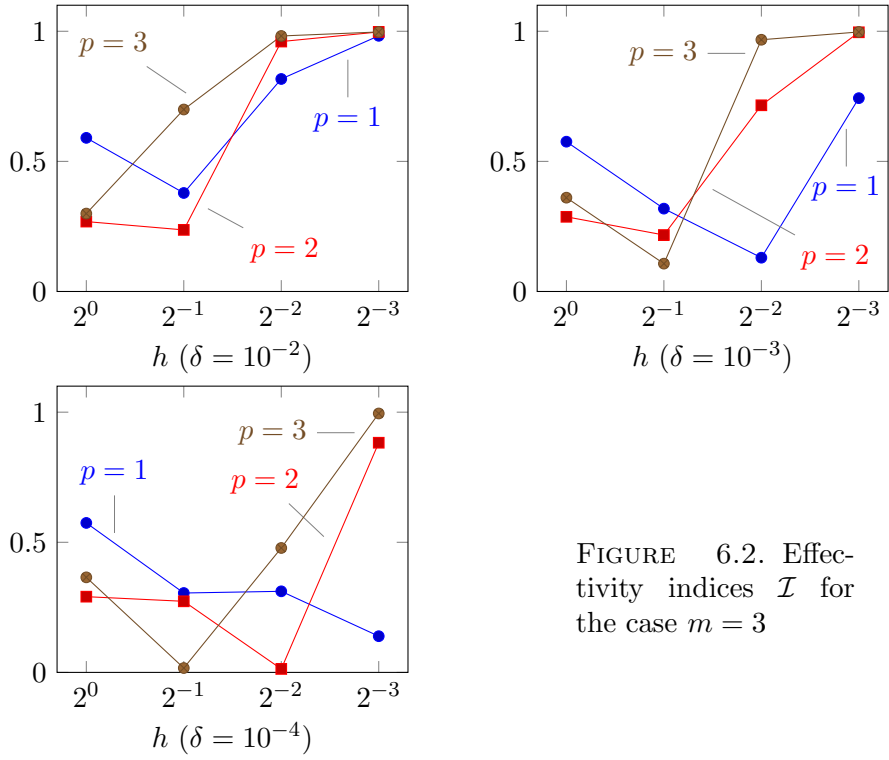 1
0.5
0
2^0
2^{-1}
2^{-2}
2^{-3}
h (δ = 10^{-2})
p = 3
p = 1
p = 2
1
0.5
0
2^0
2^{-1}
2^{-2}
2^{-3}
h (δ = 10^{-3})
p = 3
p = 1
p = 2
1
0.5
0
2^0
2^{-1}
2^{-2}
2^{-3}
h (δ = 10^{-4})
p = 3
p = 1
p = 2
FIGURE 6.2. Effec-
tivity indices ℐ for
the case m = 3